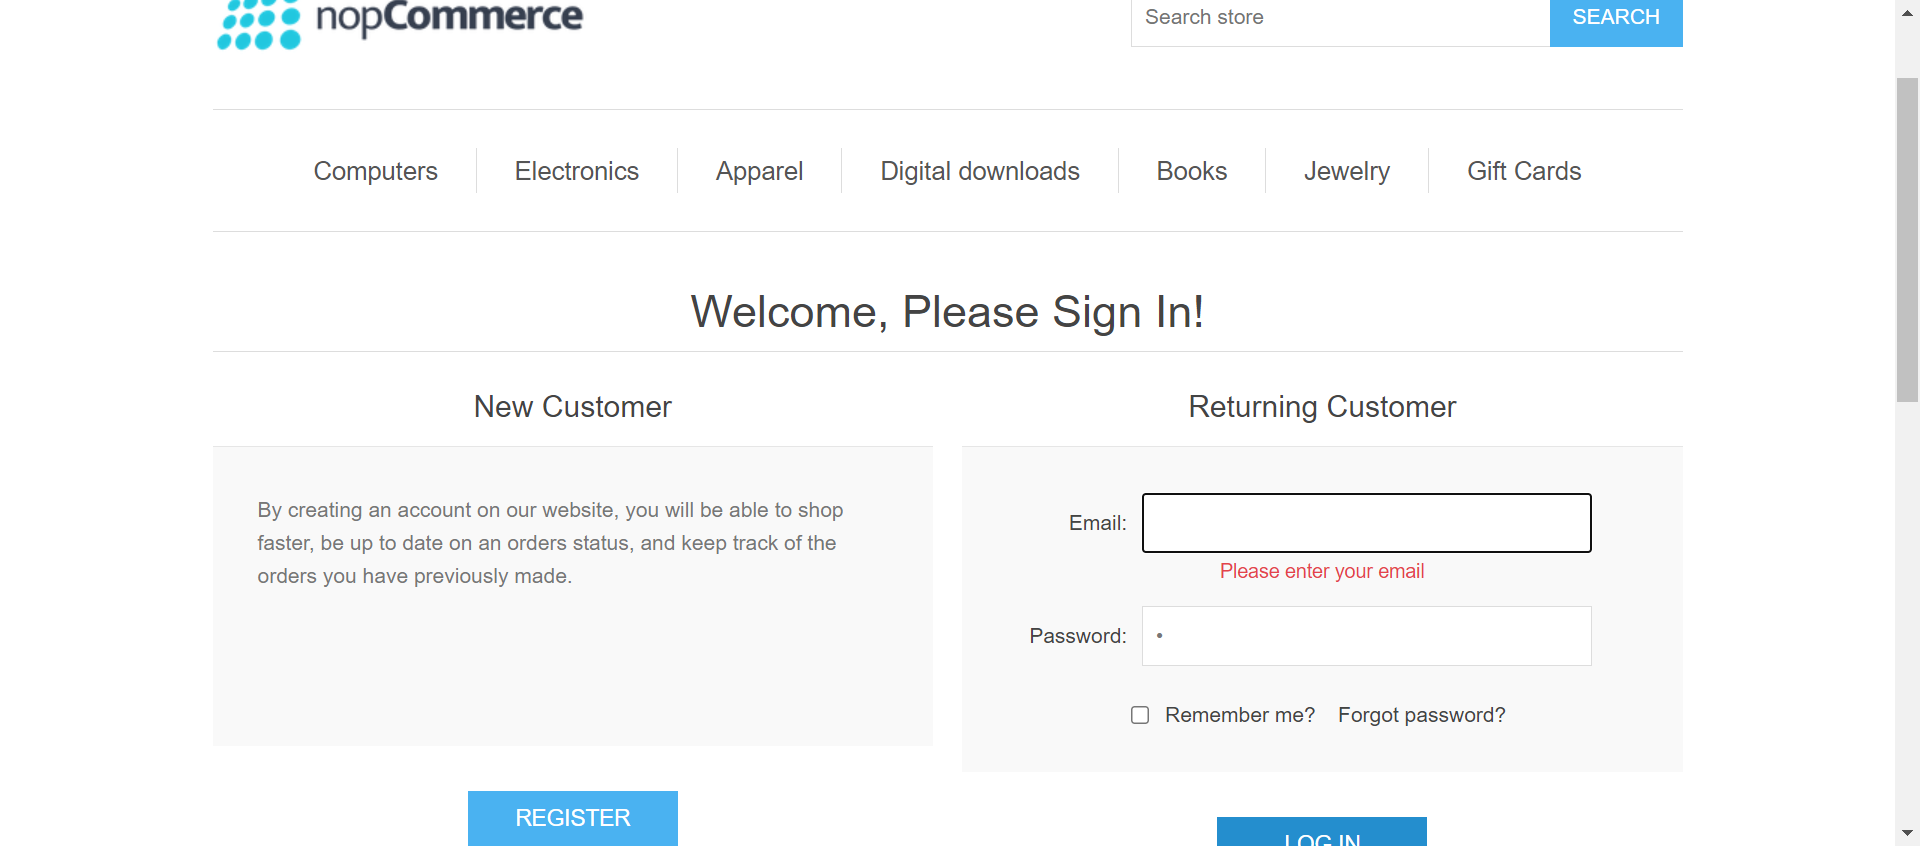 nopCommerce
Search store
SEARCH
Computers
Electronics
Apparel
Digital downloads
Books
Jewelry
Gift Cards
Welcome, Please Sign In!
New Customer
By creating an account on our website, you will be able to shop
faster, be up to date on an orders status, and keep track of the
orders you have previously made.
REGISTER
Returning Customer
Email:
Please enter your email
Password: •
Remember me? Forgot password?
LOG IN